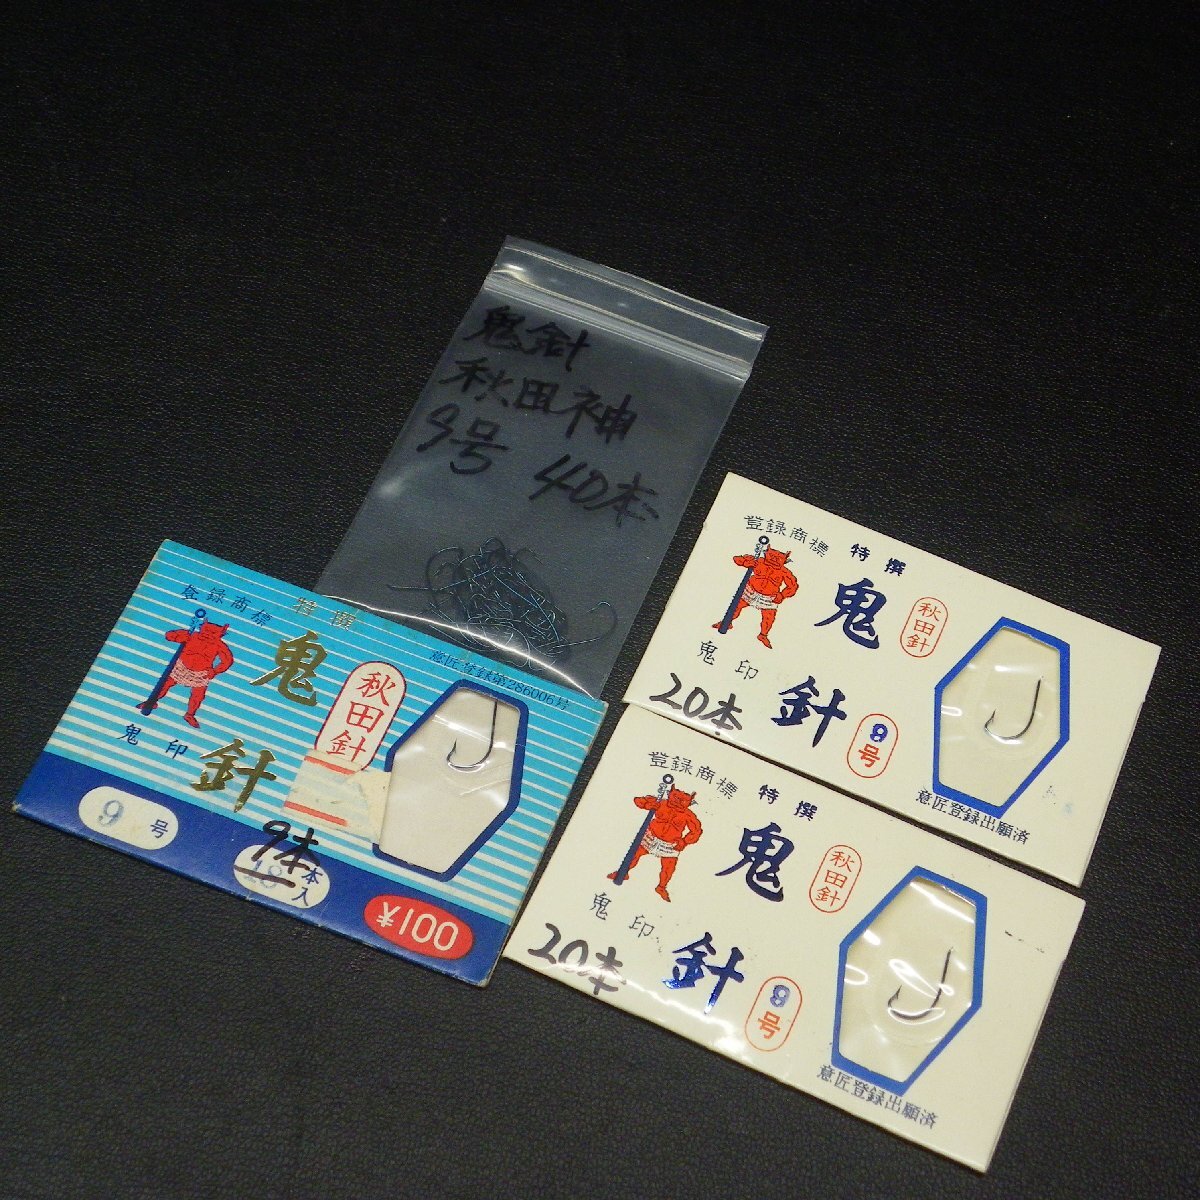 鬼針
秋田袖
9号 40本
登録商標
特撰
鬼
針
秋田針
意匠登録第286006号
鬼印
9号
9本
18本入
¥100
登録商標
特撰
鬼
針
秋田針
鬼印
20本
9号
意匠登録出願済
登録商標
特撰
鬼
針
秋田針
鬼印
20本
9号
意匠登録出願済